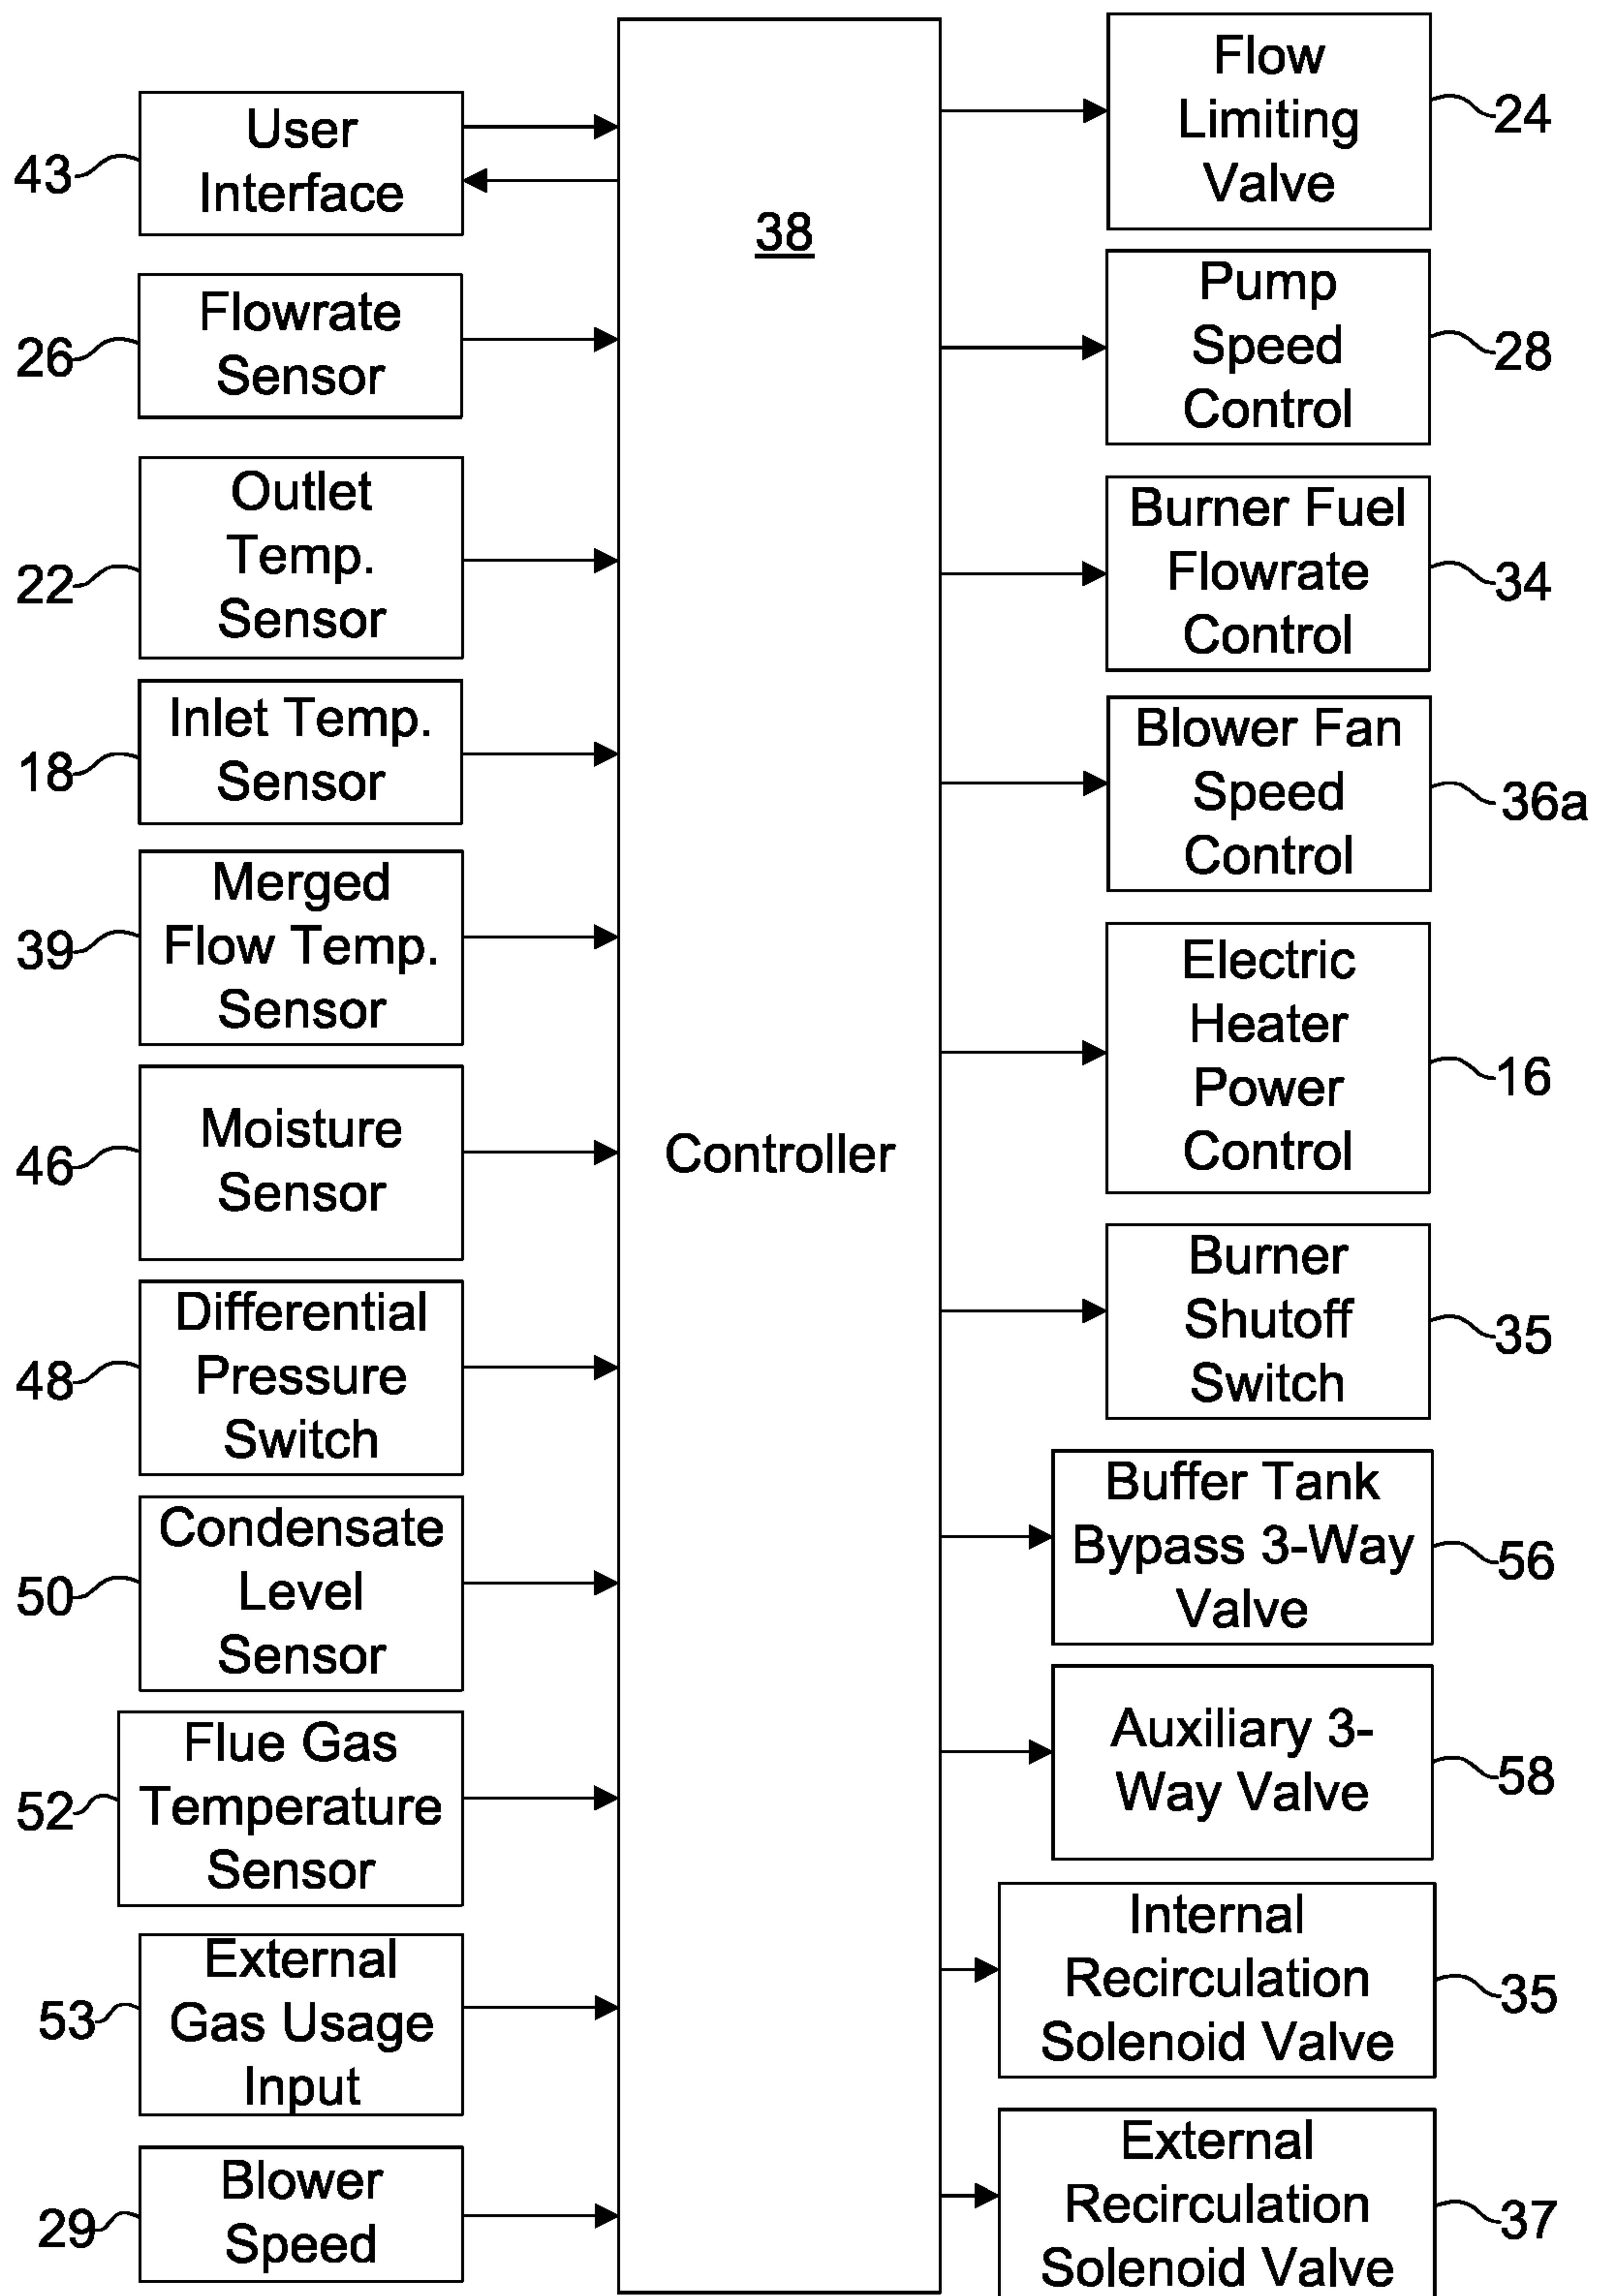 43
User
Interface
26
Flowrate
Sensor
22
Outlet
Temp.
Sensor
18
Inlet Temp.
Sensor
39
Merged
Flow Temp.
Sensor
46
Moisture
Sensor
48
Differential
Pressure
Switch
50
Condensate
Level
Sensor
52
Flue Gas
Temperature
Sensor
53
External
Gas Usage
Input
29
Blower
Speed
38
Controller
Flow
Limiting
Valve
24
Pump
Speed
Control
28
Burner Fuel
Flowrate
Control
34
Blower Fan
Speed
Control
36a
Electric
Heater
Power
Control
16
Burner
Shutoff
Switch
35
Buffer Tank
Bypass 3-Way
Valve
56
Auxiliary 3-
Way Valve
58
Internal
Recirculation
Solenoid Valve
35
External
Recirculation
Solenoid Valve
37